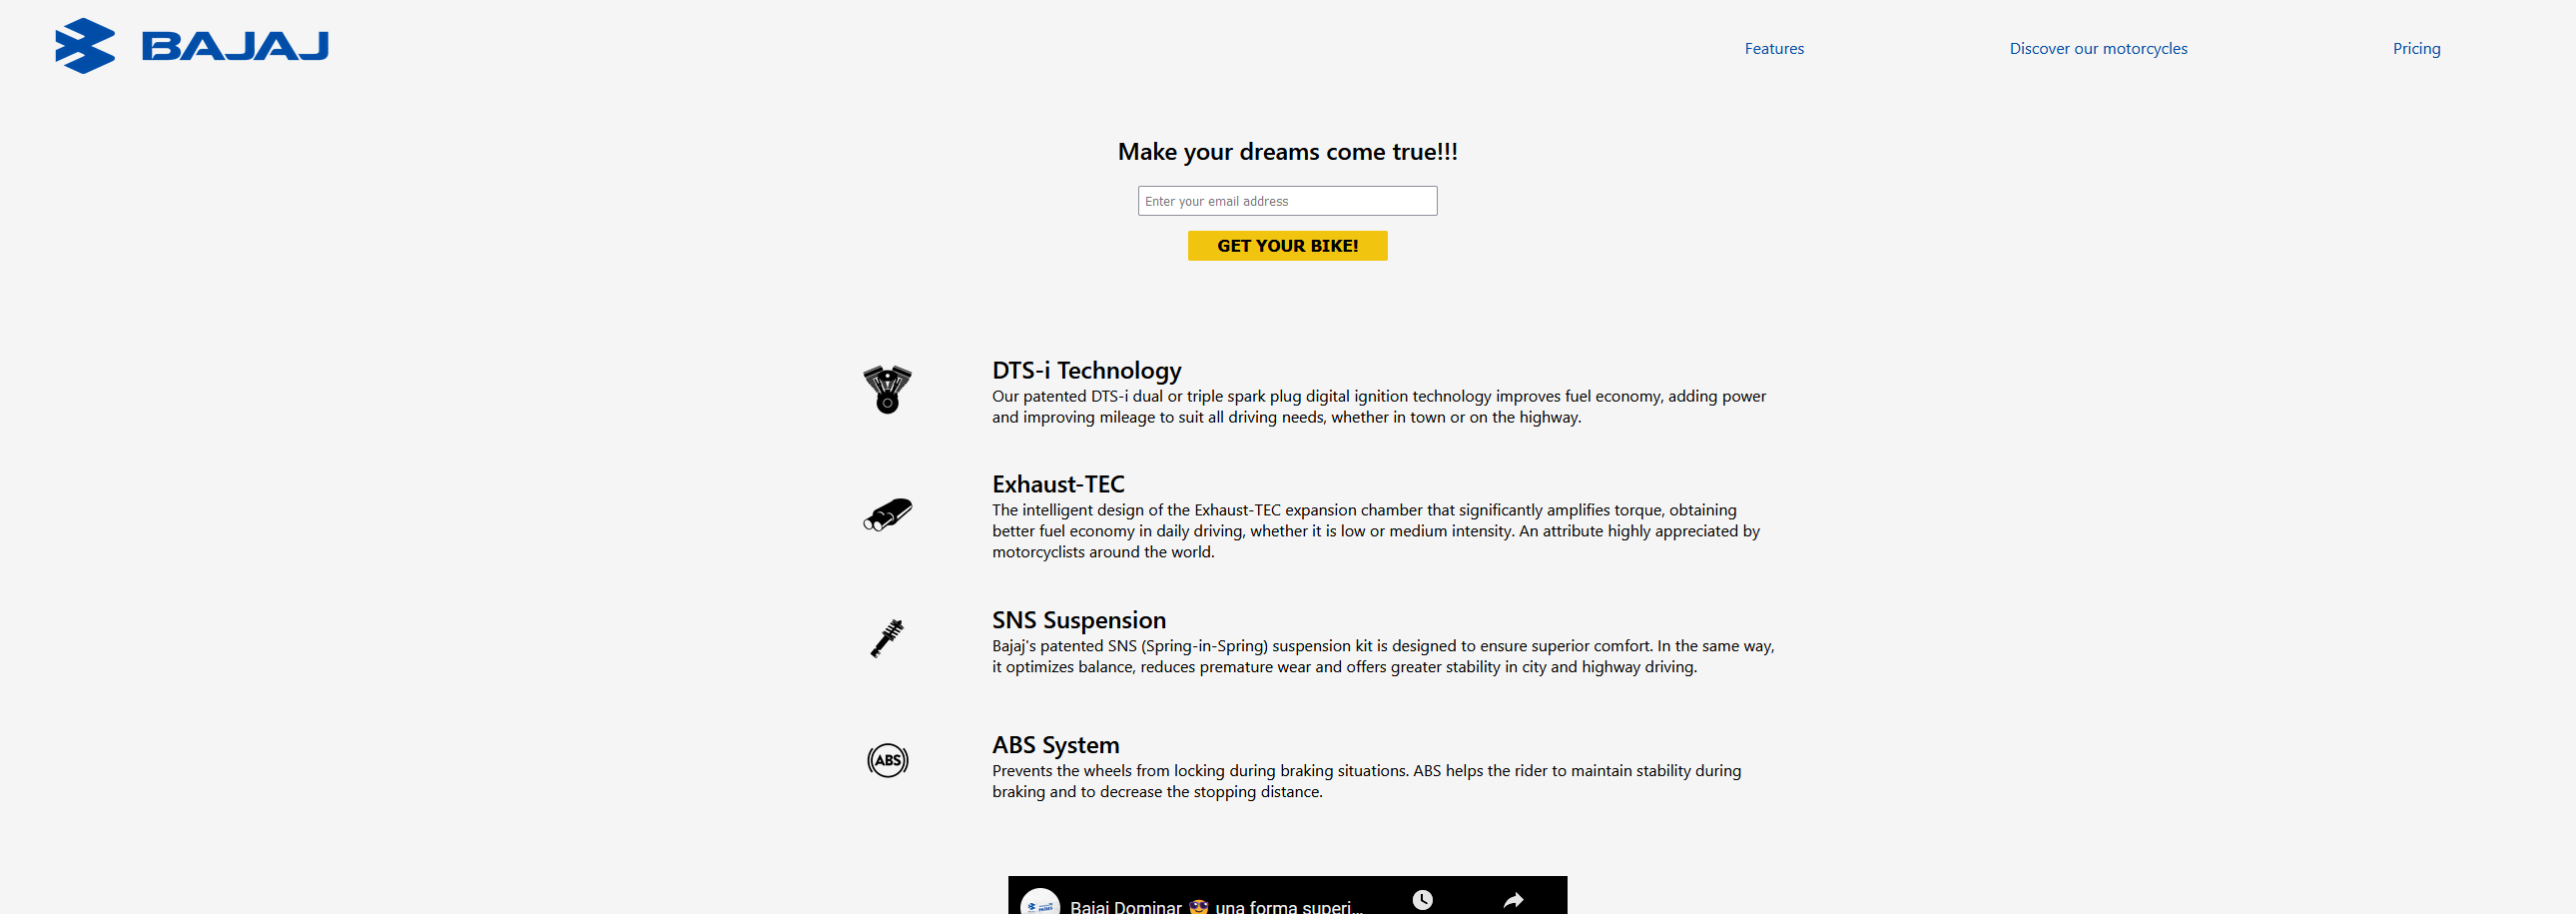 BAJAJ
Features
Discover our motorcycles
Pricing
Make your dreams come true!!!
Enter your email address
GET YOUR BIKE!
DTS-i Technology
Our patented DTS-i dual or triple spark plug digital ignition technology improves fuel economy, adding power
and improving mileage to suit all driving needs, whether in town or on the highway.
Exhaust-TEC
The intelligent design of the Exhaust-TEC expansion chamber that significantly amplifies torque, obtaining
better fuel economy in daily driving, whether it is low or medium intensity. An attribute highly appreciated by
motorcyclists around the world.
SNS Suspension
Bajaj's patented SNS (Spring-in-Spring) suspension kit is designed to ensure superior comfort. In the same way,
it optimizes balance, reduces premature wear and offers greater stability in city and highway driving.
ABS
ABS System
Prevents the wheels from locking during braking situations. ABS helps the rider to maintain stability during
braking and to decrease the stopping distance.
Bajaj Dominar 😎 una forma superi...